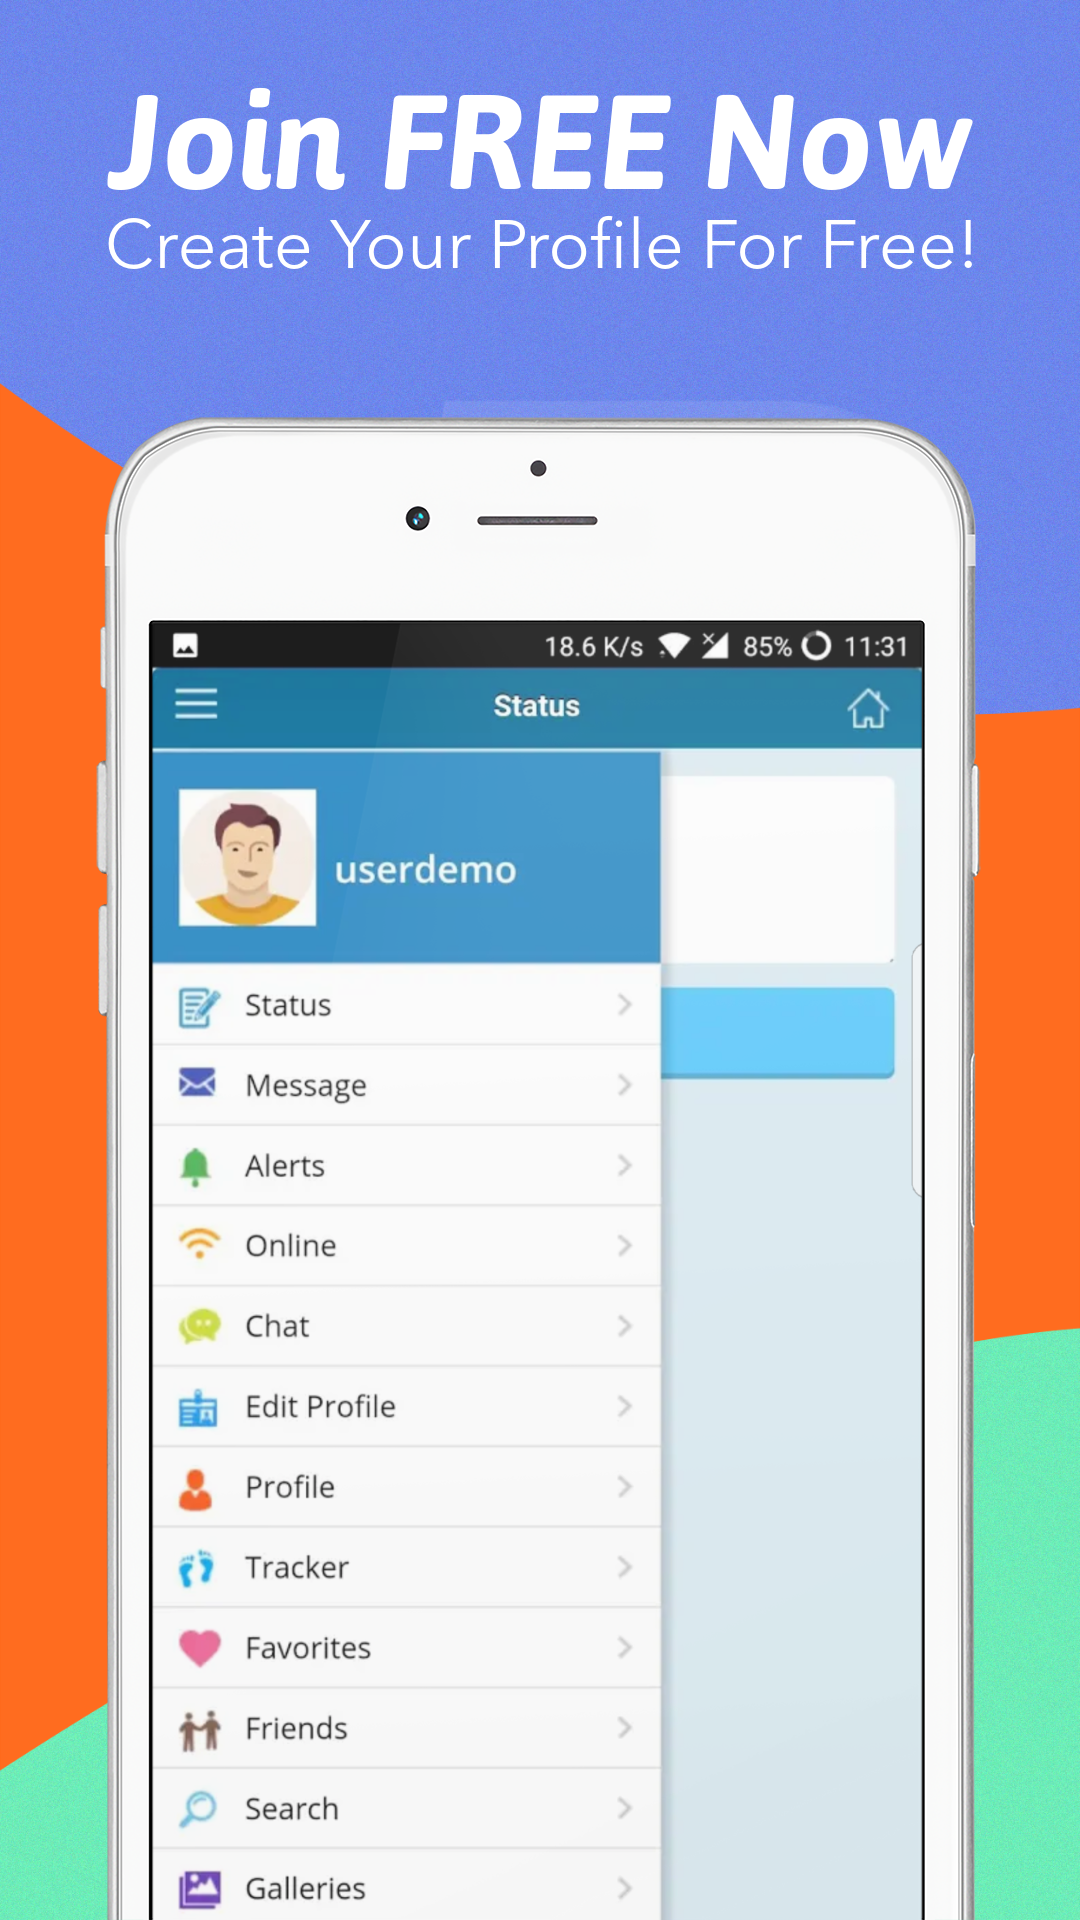 Join FREE Now
Create Your Profile For Free!
18.6 K/s 85% 11:31
Status
userdemo
Status
Message
Alerts
Online
Chat
Edit Profile
Profile
Tracker
Favorites
Friends
Search
Galleries